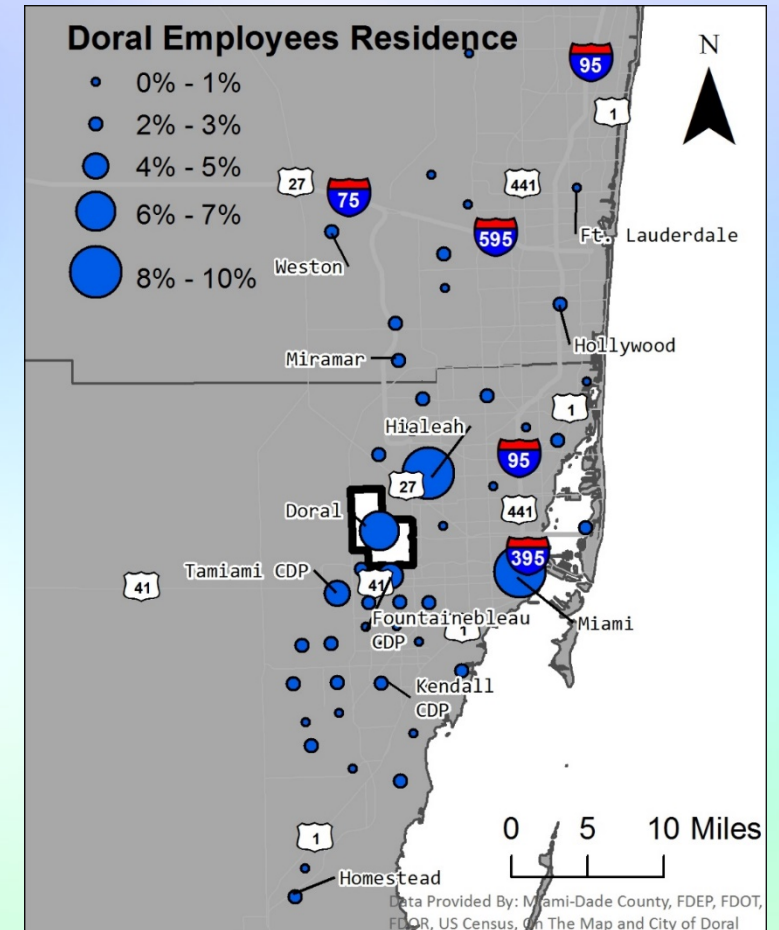 Doral Employees Residence
0% - 1%
2% - 3%
4% - 5%
6% - 7%
8% - 10%
N
95
1
27
441
75
595
Ft. Lauderdale
Weston
Hollywood
Miramar
1
Hialeah
95
27
441
Doral
395
Tamiami CDP
41
41
Fountainebleau
CDP
1
Miami
Kendall
CDP
0 5 10 Miles
1
Homestead
Data Provided By: Miami-Dade County, FDEP, FDOT,
FDOR, US Census, On The Map and City of Doral